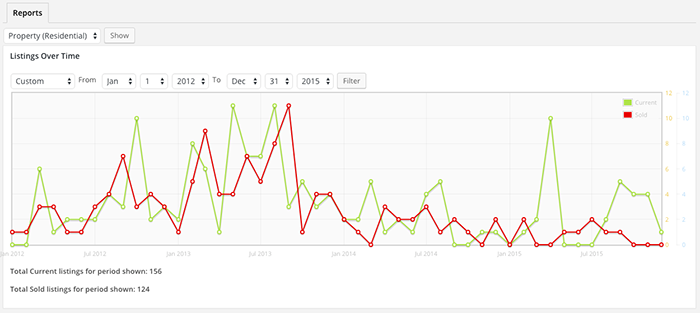 Reports
Property (Residential) Show
Listings Over Time
Custom From Jan 1 2012 To Dec 31 2015 Filter
12 12
Current
Sold
10 10
8 8
6 6
4 4
2 2
0 0
Jan 2012 Jul 2012 Jan 2013 Jul 2013 Jan 2014 Jul 2014 Jan 2015 Jul 2015
Total Current listings for period shown: 156
Total Sold listings for period shown: 124